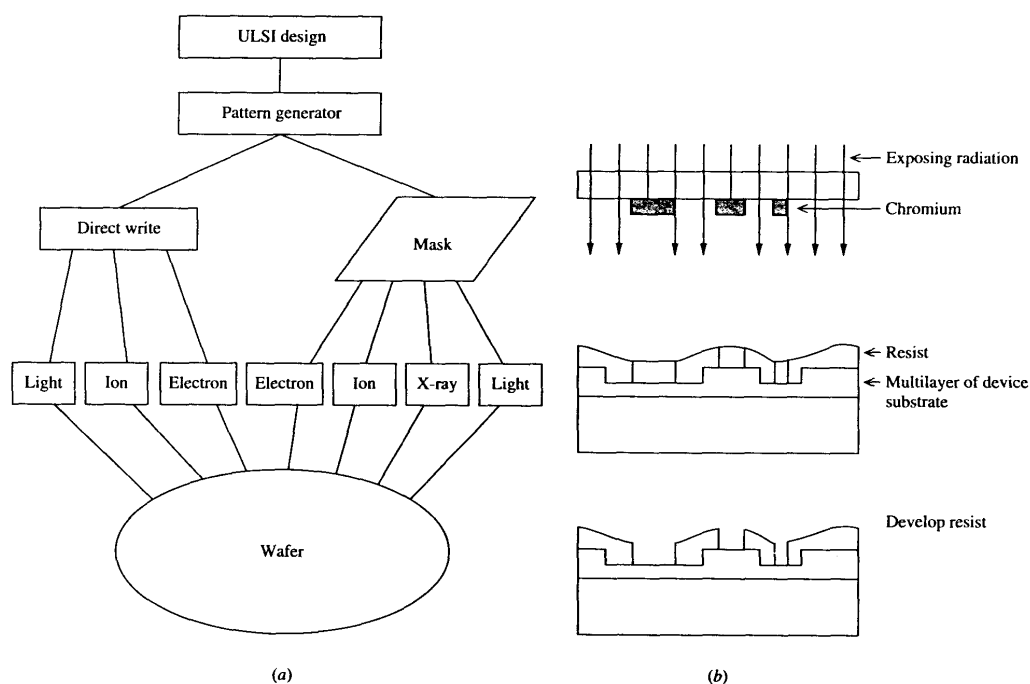 ULSI design
Pattern generator
Direct write
Mask
Light
Ion
Electron
Electron
Ion
X-ray
Light
Wafer
(a)
Exposing radiation
Chromium
Resist
Multilayer of device
substrate
Develop resist
(b)